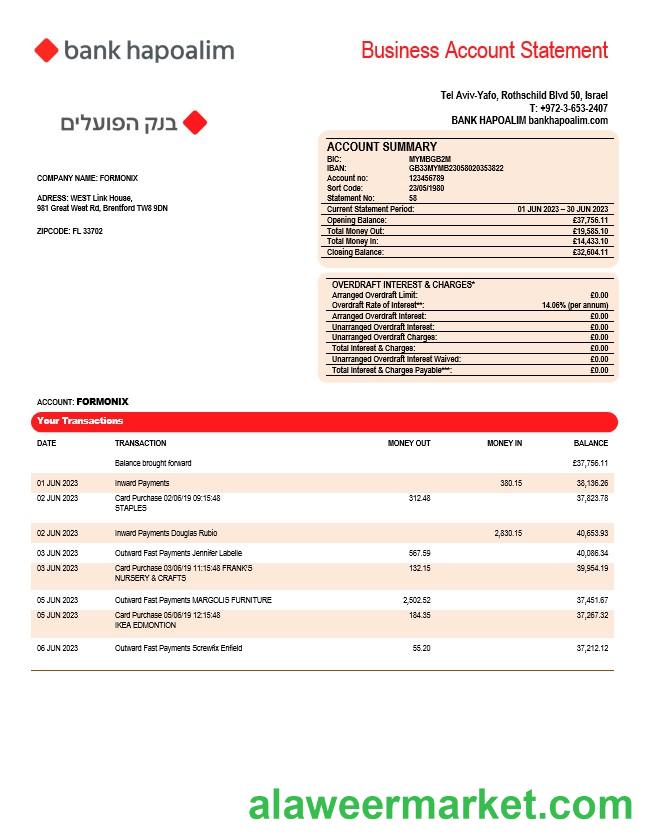 bank hapoalim
Business Account Statement
Tel Aviv-Yafo, Rothschild Blvd 50, Israel
T: +972-3-653-2407
BANK HAPOALIM bankhapoalim.com
בנק הפועלים
COMPANY NAME: FORMONIX
ADRESS: WEST Link House,
981 Great West Rd, Brentford TW8 9DN
ZIPCODE: FL 33702
ACCOUNT SUMMARY
BIC: MYMBGB2M
IBAN: GB33MYMB23058020353822
Account no: 123456789
Sort Code: 23/05/1980
Statement No: 58
Current Statement Period: 01 JUN 2023 – 30 JUN 2023
Opening Balance: £37,756.11
Total Money Out: £19,585.10
Total Money In: £14,433.10
Closing Balance: £32,604.11
OVERDRAFT INTEREST & CHARGES*
Arranged Overdraft Limit: £0.00
Overdraft Rate of Interest**: 14.06% (per annum)
Arranged Overdraft Interest: £0.00
Unarranged Overdraft Interest: £0.00
Unarranged Overdraft Charges: £0.00
Total Interest & Charges: £0.00
Unarranged Overdraft Interest Waived: £0.00
Total Interest & Charges Payable***: £0.00
ACCOUNT: FORMONIX
Your Transactions
DATE TRANSACTION MONEY OUT MONEY IN BALANCE
Balance brought forward £37,756.11
01 JUN 2023 Inward Payments 380.15 38,136.26
02 JUN 2023 Card Purchase 02/06/19 09:15:48 312.48 37,823.78
STAPLES
02 JUN 2023 Inward Payments Douglas Rubio 2,830.15 40,653.93
03 JUN 2023 Outward Fast Payments Jennifer Labelle 567.59 40,086.34
03 JUN 2023 Card Purchase 03/06/19 11:15:48 FRANK'S 132.15 39,954.19
NURSERY & CRAFTS
05 JUN 2023 Outward Fast Payments MARGOLIS FURNITURE 2,502.52 37,451.67
05 JUN 2023 Card Purchase 05/06/19 12:15:48 184.35 37,267.32
IKEA EDMONTION
06 JUN 2023 Outward Fast Payments Screwfix Enfield 55.20 37,212.12
alaweermarket.com